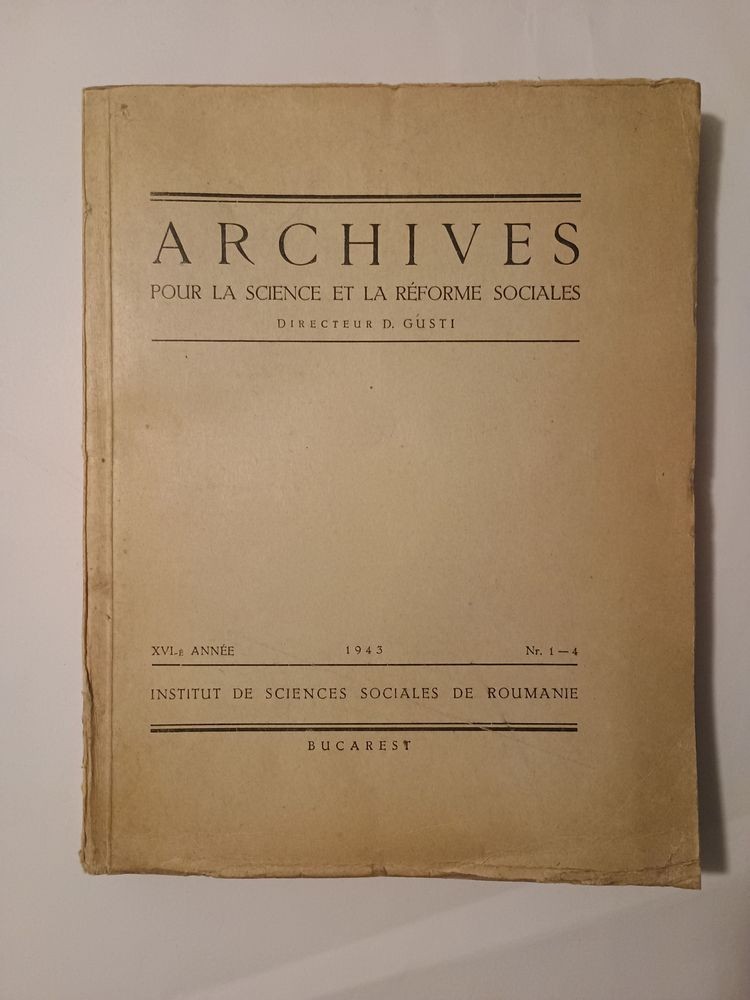 ARCHIVES
POUR LA SCIENCE ET LA RÉFORME SOCIALES
DIRECTEUR D. GUSTI
XVI-è ANNÉE 1943 Nr. 1—4
INSTITUT DE SCIENCES SOCIALES DE ROUMANIE
BUCAREST